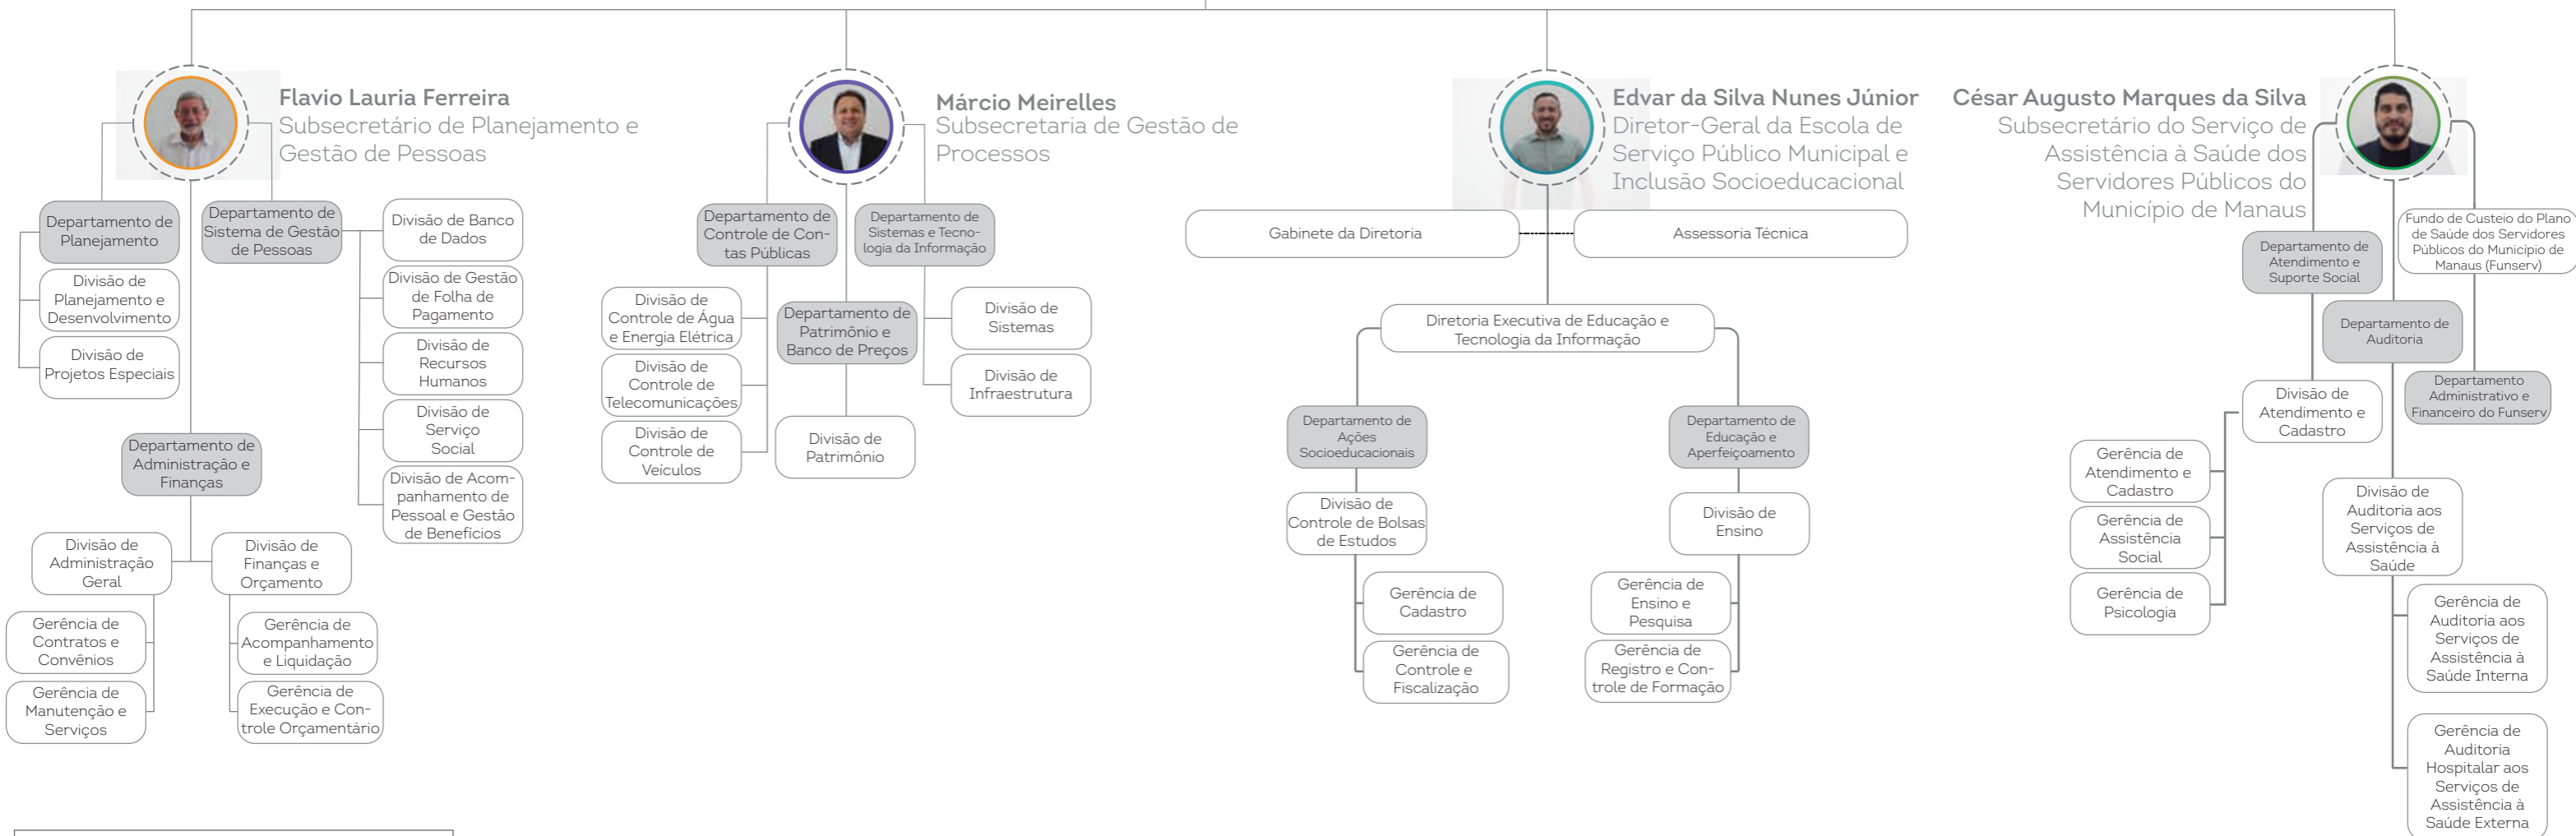 Flavio Lauria Ferreira
Subsecretário de Planejamento e
Gestão de Pessoas
Departamento de
Planejamento
Divisão de
Planejamento e
Desenvolvimento
Divisão de
Projetos Especiais
Departamento de
Sistema de Gestão
de Pessoas
Divisão de Banco
de Dados
Divisão de Gestão
de Folha de
Pagamento
Divisão de
Recursos
Humanos
Divisão de
Serviço
Social
Divisão de Acom-
panhamento de
Pessoal e Gestão
de Benefícios
Departamento de
Administração e
Finanças
Divisão de
Administração
Geral
Gerência de
Contratos e
Convênios
Gerência de
Manutenção e
Serviços
Divisão de
Finanças e
Orçamento
Gerência de
Acompanhamento
e Liquidação
Gerência de
Execução e Con-
trole Orçamentário
Márcio Meirelles
Subsecretaria de Gestão de
Processos
Departamento de
Controle de Con-
tas Públicas
Divisão de
Controle de Água
e Energia Elétrica
Divisão de
Controle de
Telecomunicações
Divisão de
Controle de
Veículos
Departamento de
Patrimônio e
Banco de Preços
Divisão de
Patrimônio
Departamento de
Sistemas e Tecno-
logia da Informação
Divisão de
Sistemas
Divisão de
Infraestrutura
Edvar da Silva Nunes Júnior
Diretor-Geral da Escola de
Serviço Público Municipal e
Inclusão Socioeducacional
Gabinete da Diretoria
Assessoria Técnica
Diretoria Executiva de Educação e
Tecnologia da Informação
Departamento de
Ações
Socioeducacionais
Divisão de
Controle de Bolsas
de Estudos
Gerência de
Cadastro
Gerência de
Controle e
Fiscalização
Departamento de
Educação e
Aperfeiçoamento
Divisão de
Ensino
Gerência de
Ensino e
Pesquisa
Gerência de
Registro e Con-
trole de Formação
César Augusto Marques da Silva
Subsecretário do Serviço de
Assistência à Saúde dos
Servidores Públicos do
Município de Manaus
Departamento de
Atendimento e
Suporte Social
Divisão de
Atendimento e
Cadastro
Gerência de
Atendimento e
Cadastro
Gerência de
Assistência
Social
Gerência de
Psicologia
Departamento de
Auditoria
Divisão de
Auditoria aos
Serviços de
Assistência à
Saúde
Gerência de
Auditoria aos
Serviços de
Assistência à
Saúde Interna
Gerência de
Auditoria
Hospitalar aos
Serviços de
Assistência à
Saúde Externa
Fundo de Custeio do Plano
de Saúde dos Servidores
Públicos do Município de
Manaus (Funserv)
Departamento
Administrativo e
Financeiro do Funserv